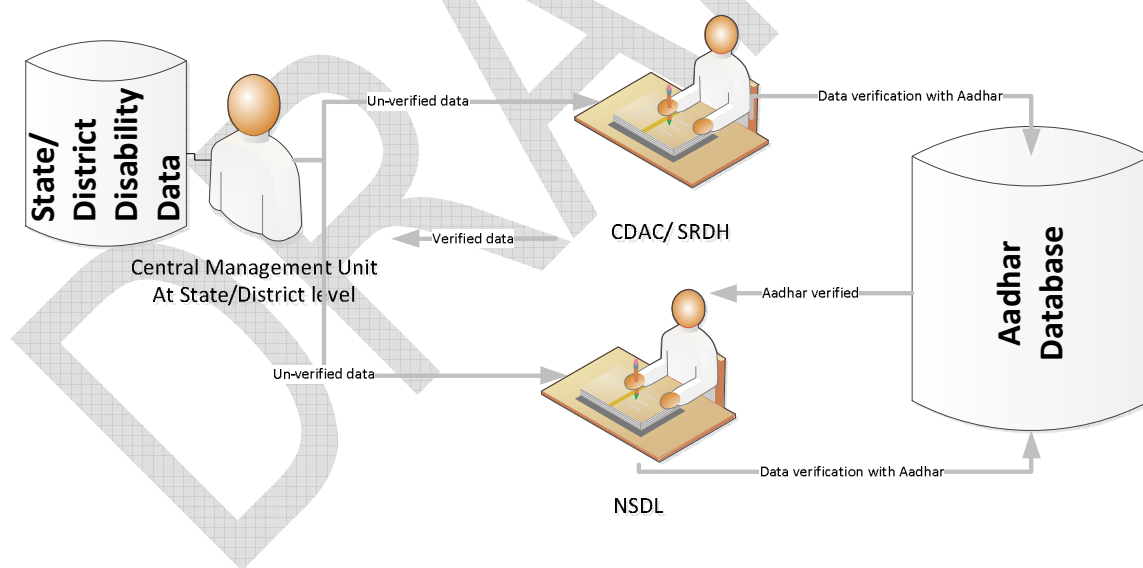 State/
District
Disability
Data
Central Management Unit
At State/District level
Un-verified data
Verified data
Un-verified data
CDAC/ SRDH
NSDL
Data verification with Aadhar
Aadhar verified
Data verification with Aadhar
Aadhar
Database
DRA